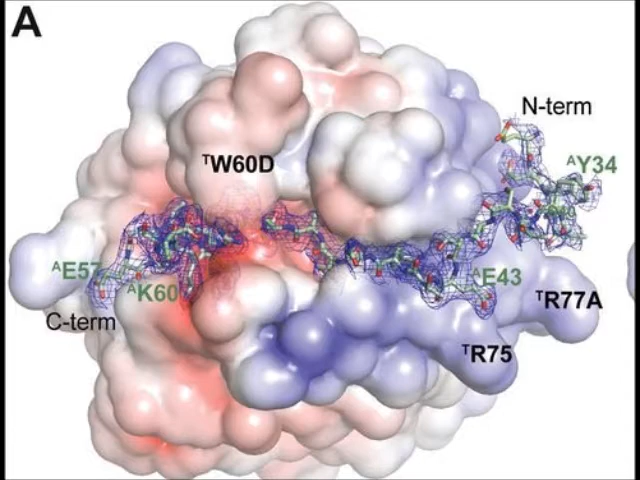 A
N-term
ᵀW60D
ᴬY34
ᴬE57
ᴬK60
ᴬE43
C-term
ᵀR77A
ᵀR75